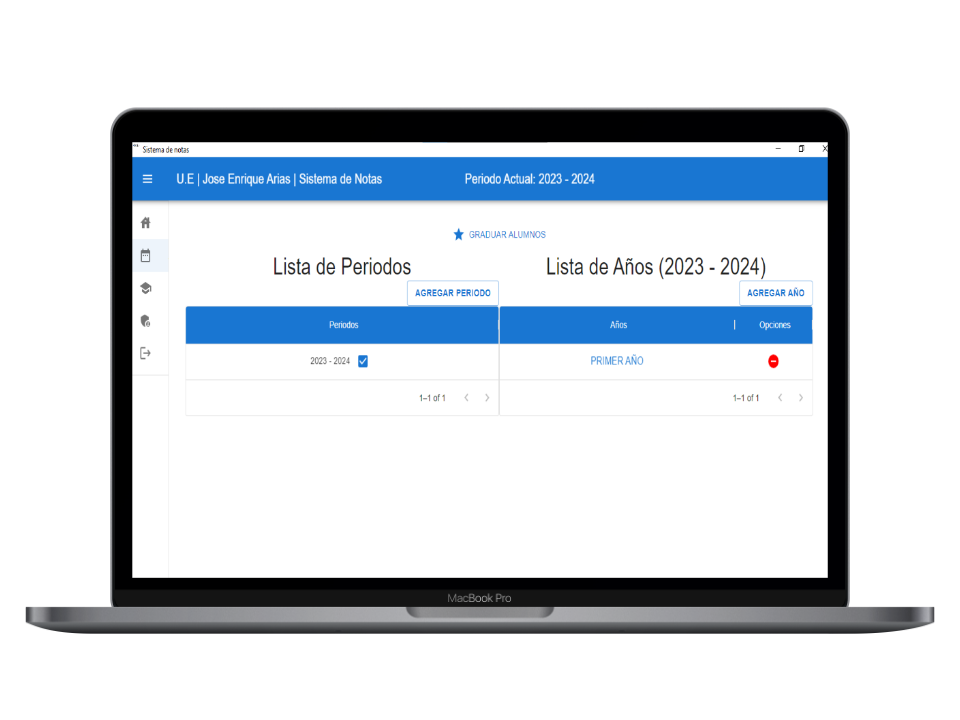 Sistema de notas
U.E | Jose Enrique Arias | Sistema de Notas
Periodo Actual: 2023 - 2024
GRADUAR ALUMNOS
Lista de Periodos
AGREGAR PERIODO
Periodos
2023 - 2024
1–1 of 1
Lista de Años (2023 - 2024)
AGREGAR AÑO
Años
Opciones
PRIMER AÑO
1–1 of 1
MacBook Pro